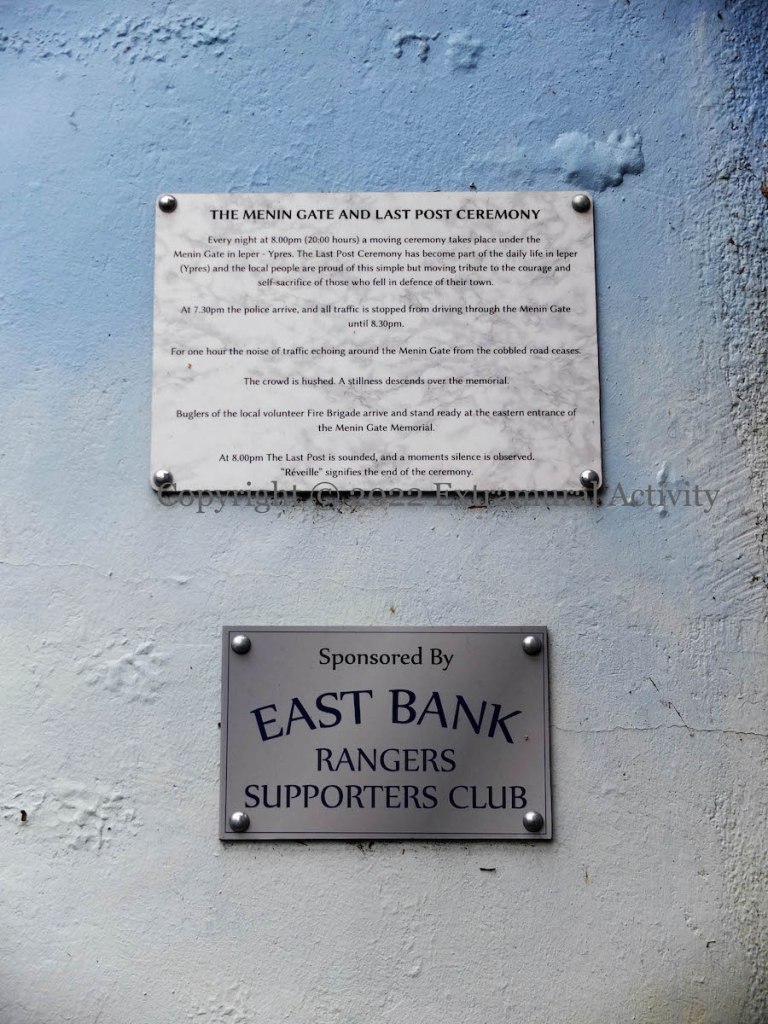 THE MENIN GATE AND LAST POST CEREMONY
Every night at 8.00pm (20:00 hours) a moving ceremony takes place under the
Menin Gate in Ieper - Ypres. The Last Post Ceremony has become part of the daily life in Ieper
(Ypres) and the local people are proud of this simple but moving tribute to the courage and
self-sacrifice of those who fell in defence of their town.
At 7.30pm the police arrive, and all traffic is stopped from driving through the Menin Gate
until 8.30pm.
For one hour the noise of traffic echoing around the Menin Gate from the cobbled road ceases.
The crowd is hushed. A stillness descends over the memorial.
Buglers of the local volunteer Fire Brigade arrive and stand ready at the eastern entrance of
the Menin Gate Memorial.
At 8.00pm The Last Post is sounded, and a moments silence is observed.
"Réveille" signifies the end of the ceremony.
Copyright © 2022 Extramural Activity
Sponsored By
EAST BANK
RANGERS
SUPPORTERS CLUB